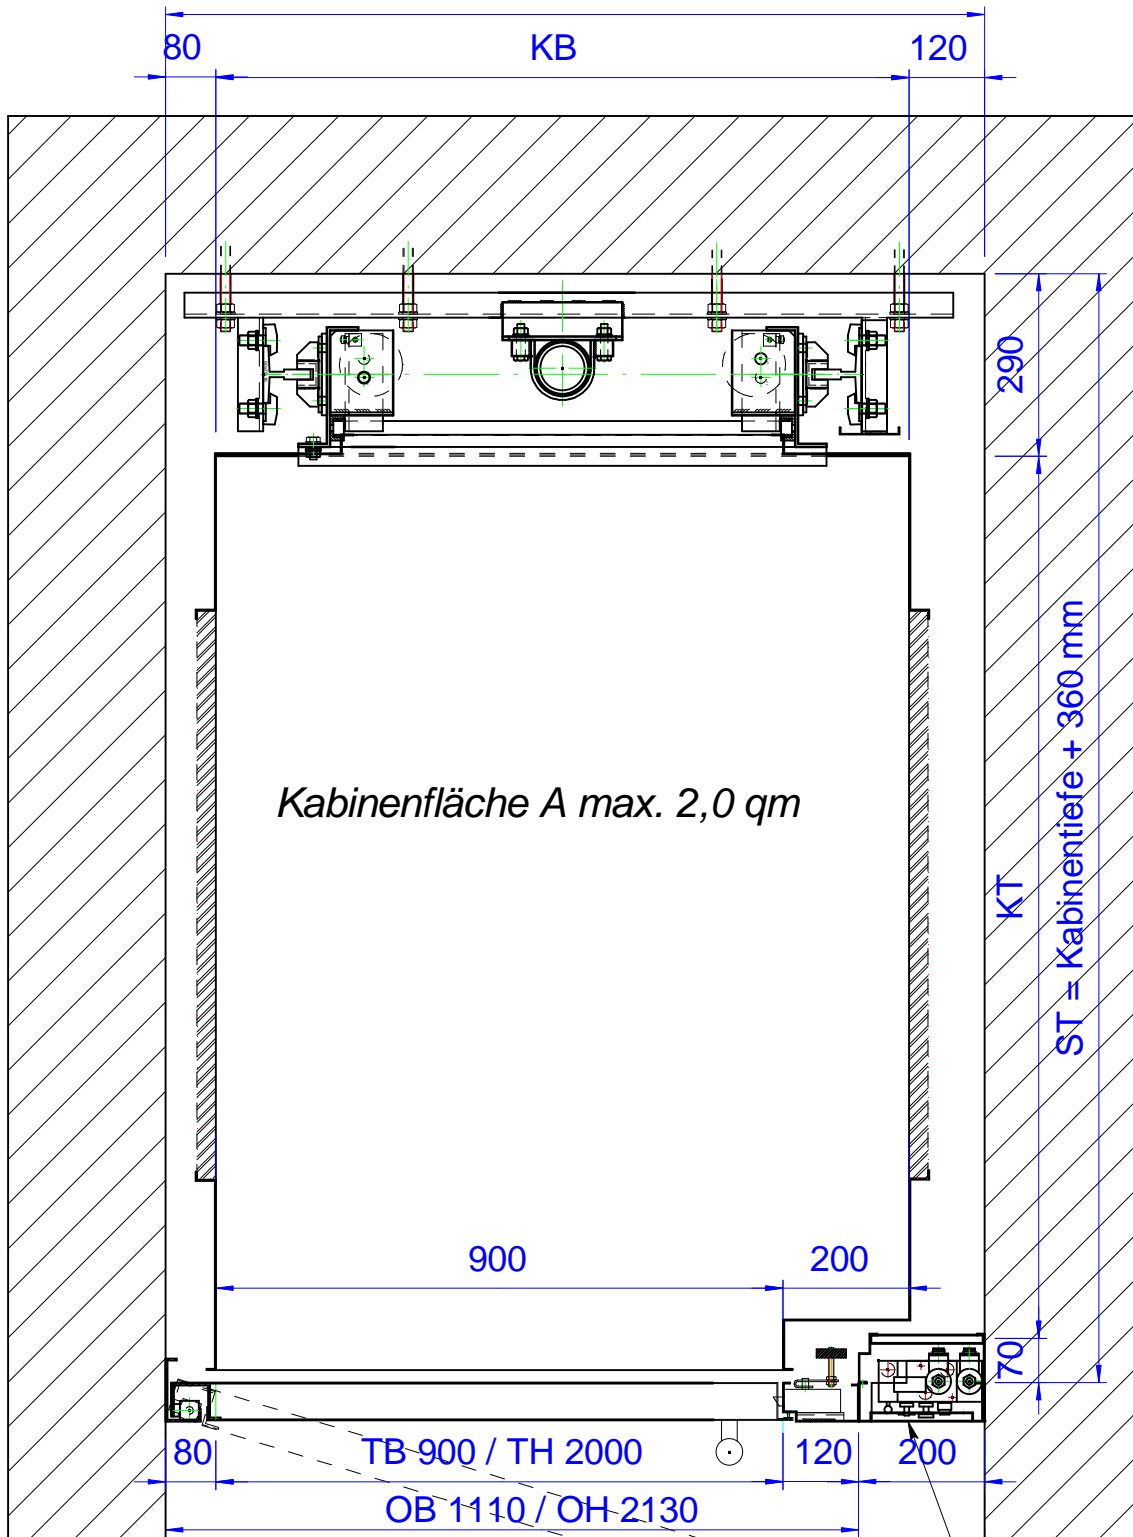 80 KB 120
290
ST = Kabinentiefe + 360 mm
Kabinenfläche A max. 2,0 qm
KT
900 200
70
80 TB 900 / TH 2000 120 200
OB 1110 / OH 2130